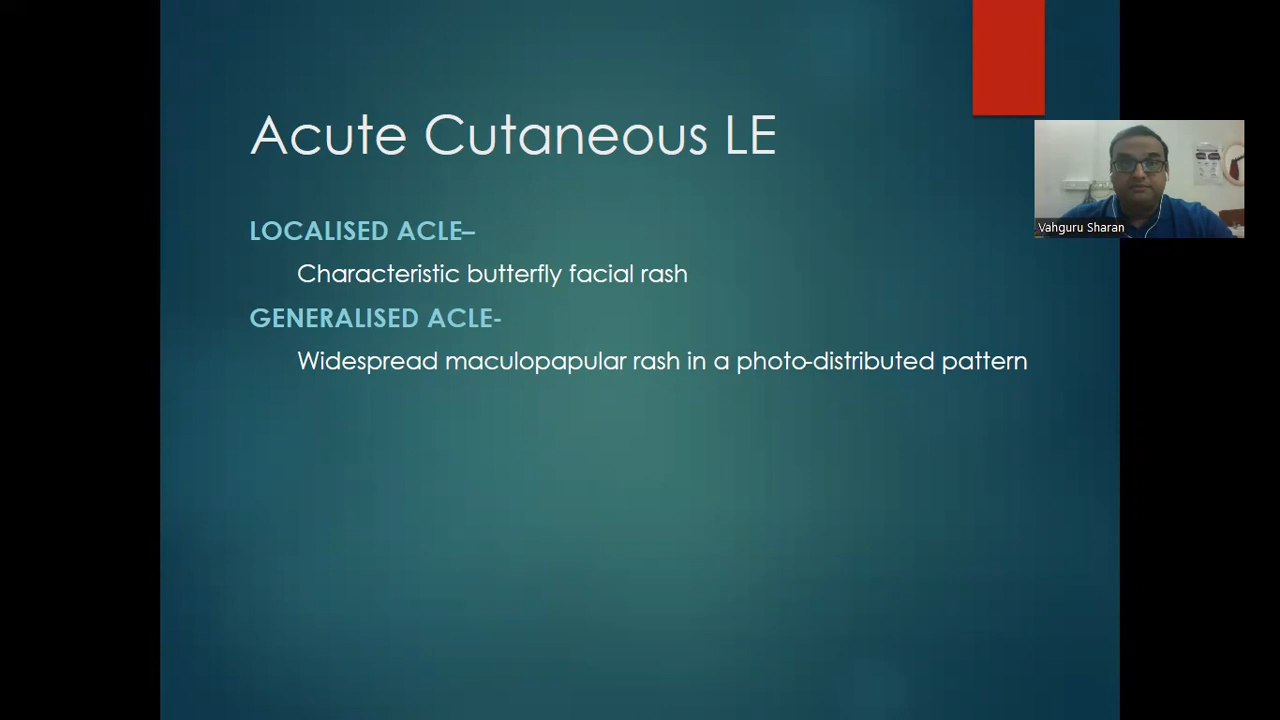 Acute Cutaneous LE
LOCALISED ACLE–
Characteristic butterfly facial rash
GENERALISED ACLE-
Widespread maculopapular rash in a photo-distributed pattern
Vahguru Sharan